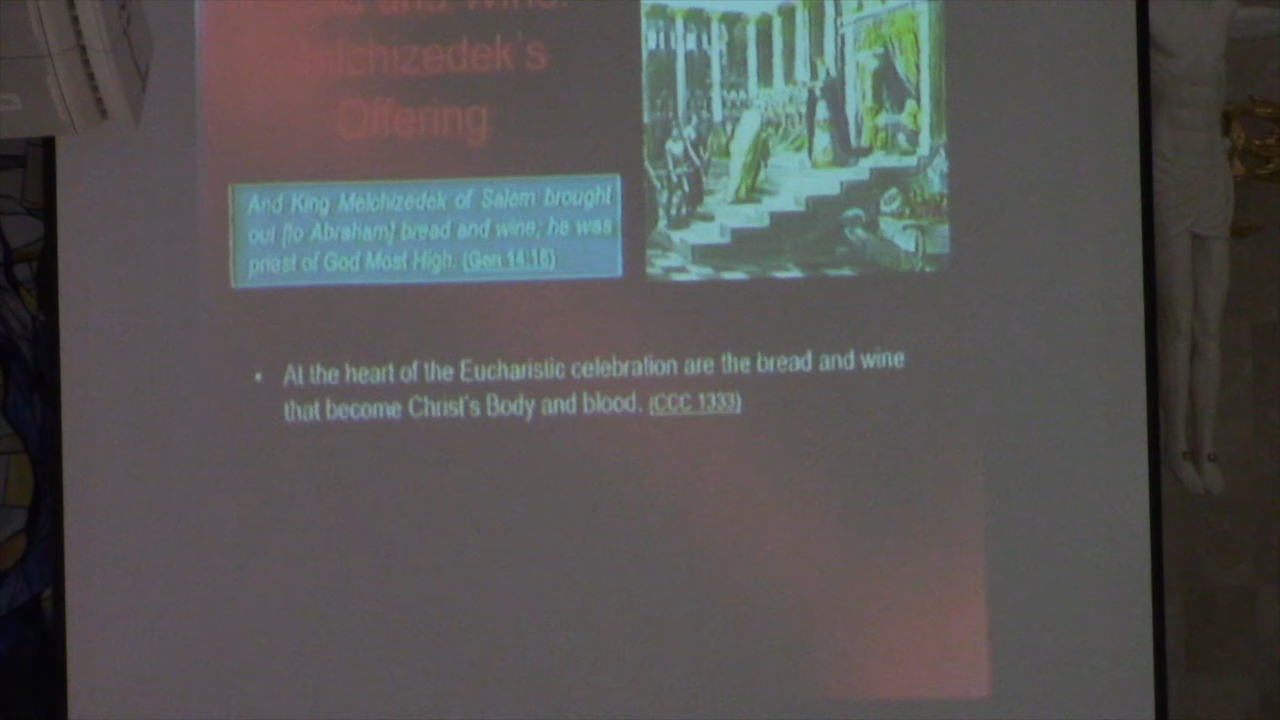 and Wine:
Melchizedek's
Offering
And King Melchizedek of Salem brought
out [to Abraham] bread and wine; he was
priest of God Most High. (Gen 14:18)
• At the heart of the Eucharistic celebration are the bread and wine
that become Christ's Body and blood. (CCC 1333)